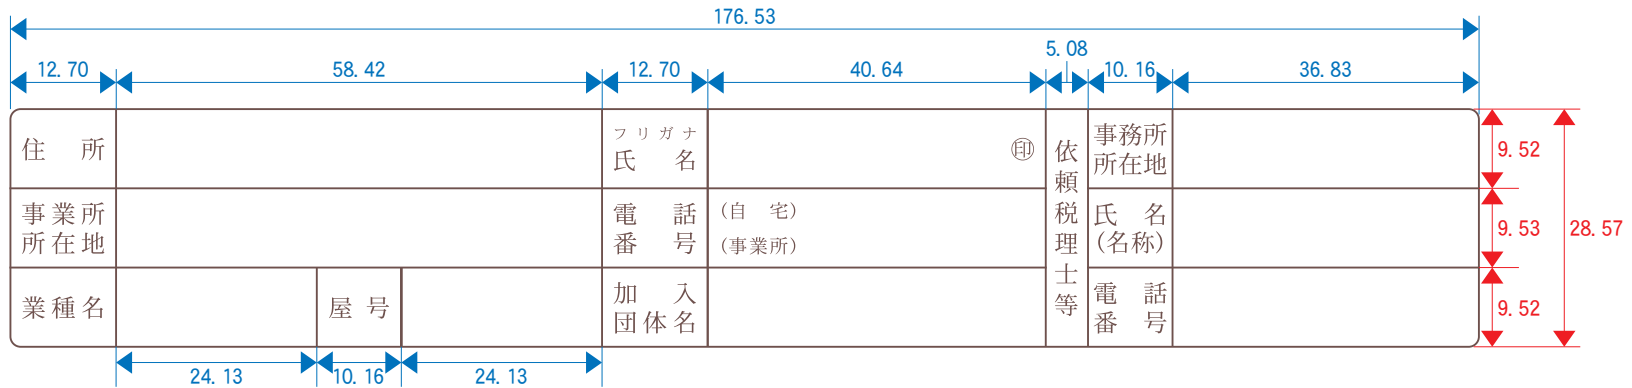 176.53
12.70
58.42
12.70
40.64
5.08
10.16
36.83
住所
フリガナ
氏名
㊞
依頼税理士等
事務所
所在地
9.52
事業所
所在地
電話
番号
(自宅)
(事業所)
氏名
(名称)
9.53
28.57
業種名
屋号
加入
団体名
電話
番号
9.52
24.13
10.16
24.13